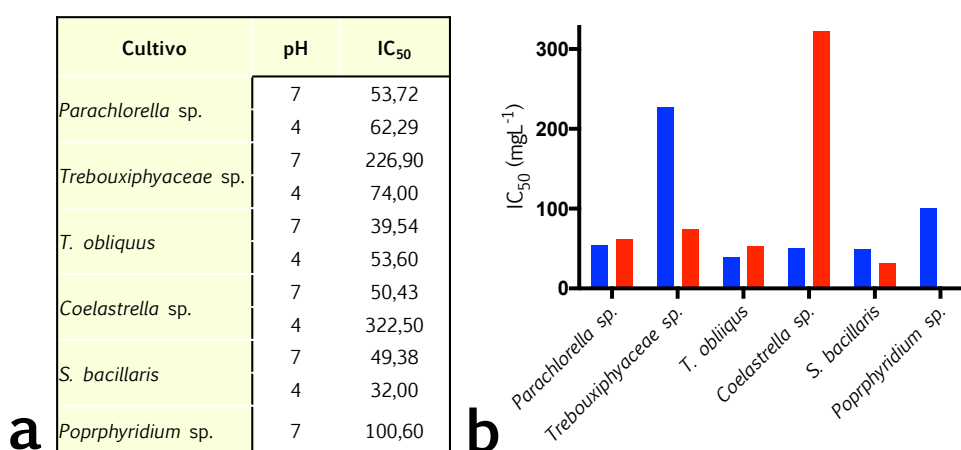 Cultivo pH IC50
Parachlorella sp. 7 53,72
4 62,29
Trebouxiphyaceae sp. 7 226,90
4 74,00
T. obliquus 7 39,54
4 53,60
Coelastrella sp. 7 50,43
4 322,50
S. bacillaris 7 49,38
4 32,00
Poprphyridium sp. 7 100,60
a
IC50 (mgL-1)
300
200
100
0
Parachlorella sp.
Trebouxiphyaceae sp.
T. obliiqus
Coelastrella sp.
S. bacillaris
Poprphyridium sp.
b